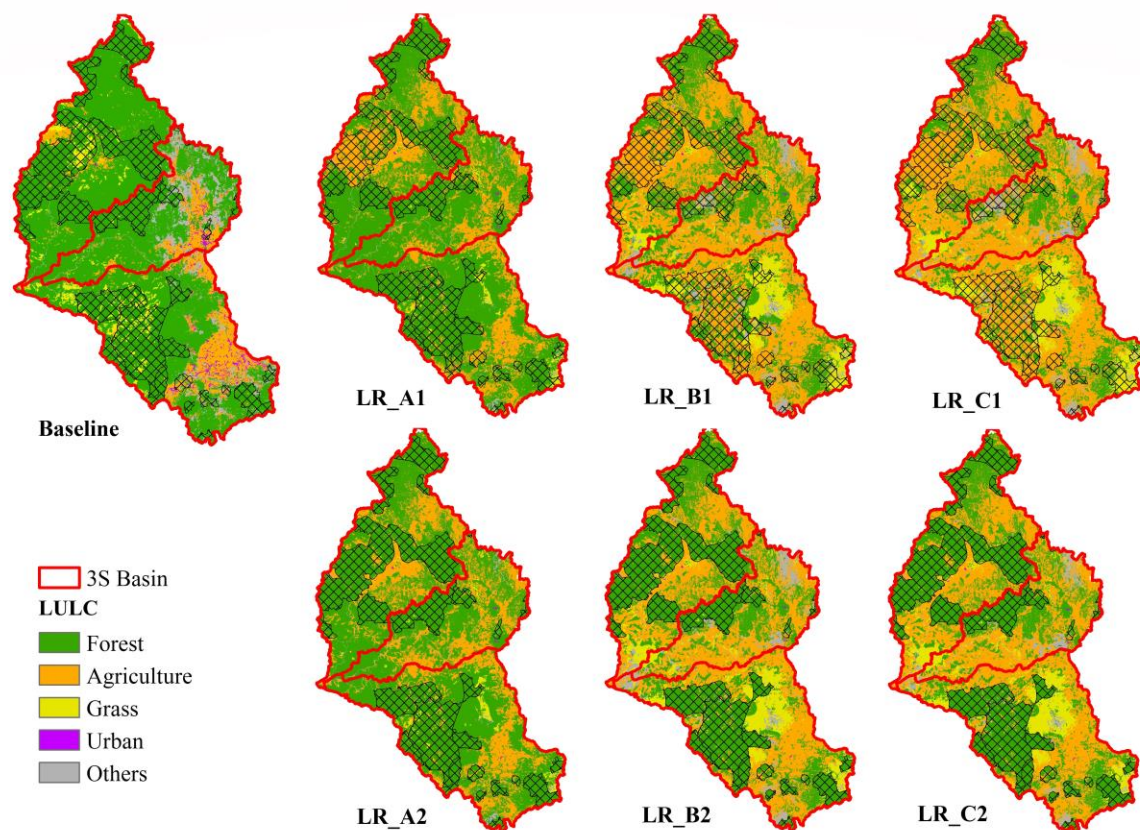 Baseline
LR_A1
LR_B1
LR_C1
3S Basin
LULC
Forest
Agriculture
Grass
Urban
Others
LR_A2
LR_B2
LR_C2